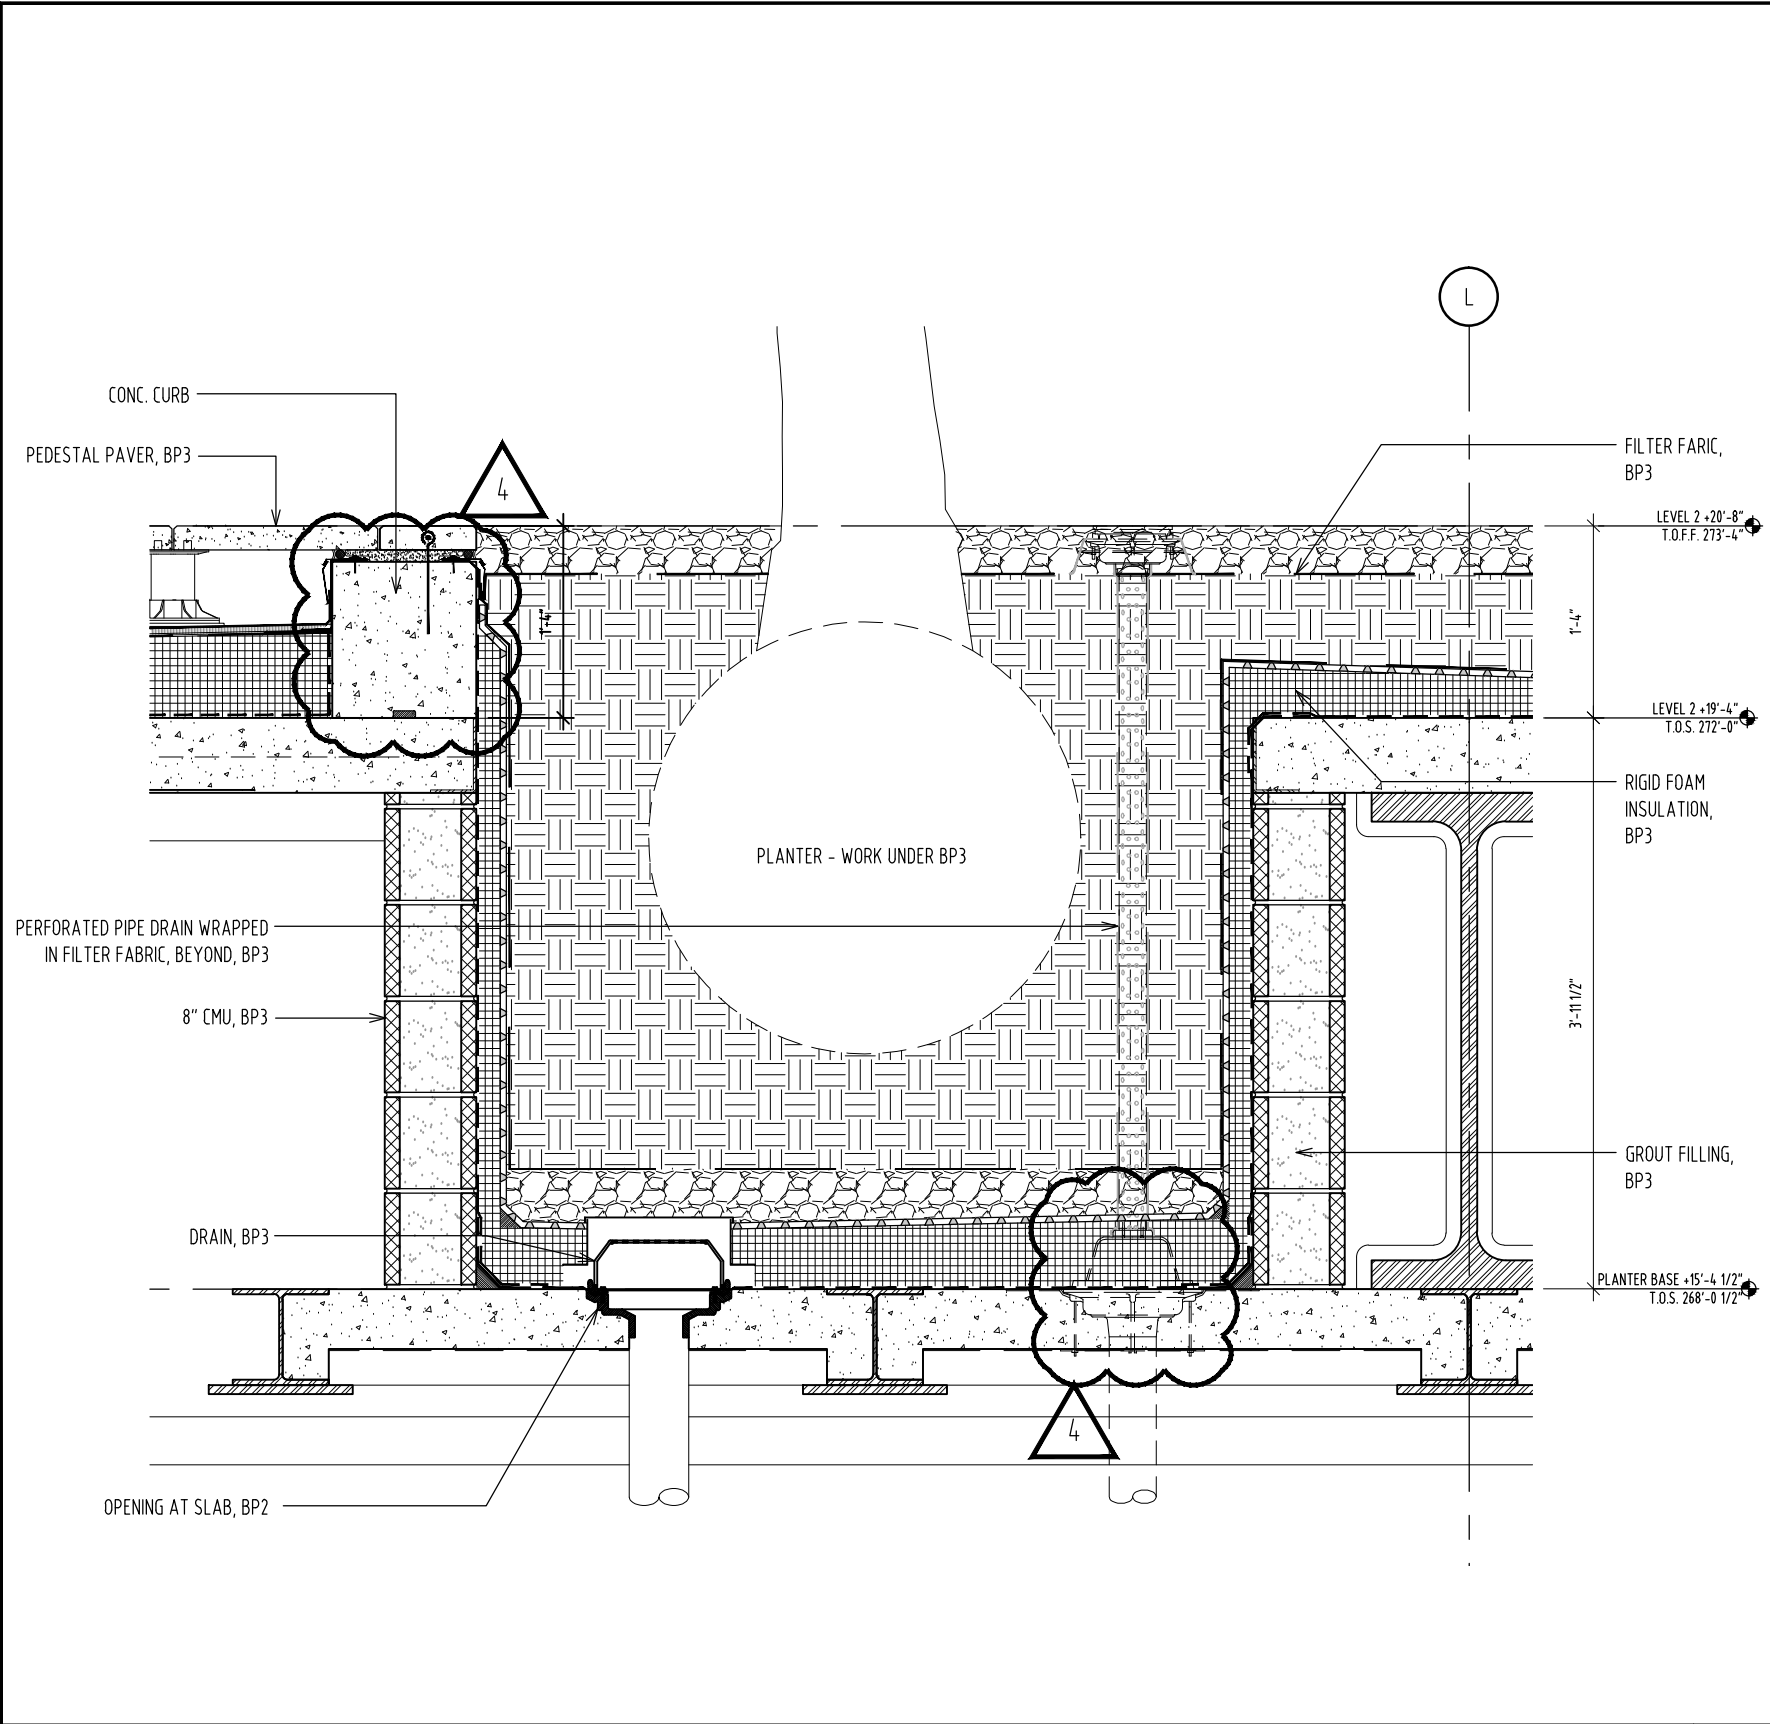 L
CONC. CURB
PEDESTAL PAVER, BP3
4
FILTER FARIC,
BP3
LEVEL 2 +20'-8"
T.O.F.F. 273'-4"
1'-4"
1'-4"
LEVEL 2 +19'-4"
T.O.S. 272'-0"
RIGID FOAM
INSULATION,
BP3
PLANTER - WORK UNDER BP3
PERFORATED PIPE DRAIN WRAPPED
IN FILTER FABRIC, BEYOND, BP3
8" CMU, BP3
3'-11 1/2"
GROUT FILLING,
BP3
DRAIN, BP3
PLANTER BASE +15'-4 1/2"
T.O.S. 268'-0 1/2"
4
OPENING AT SLAB, BP2